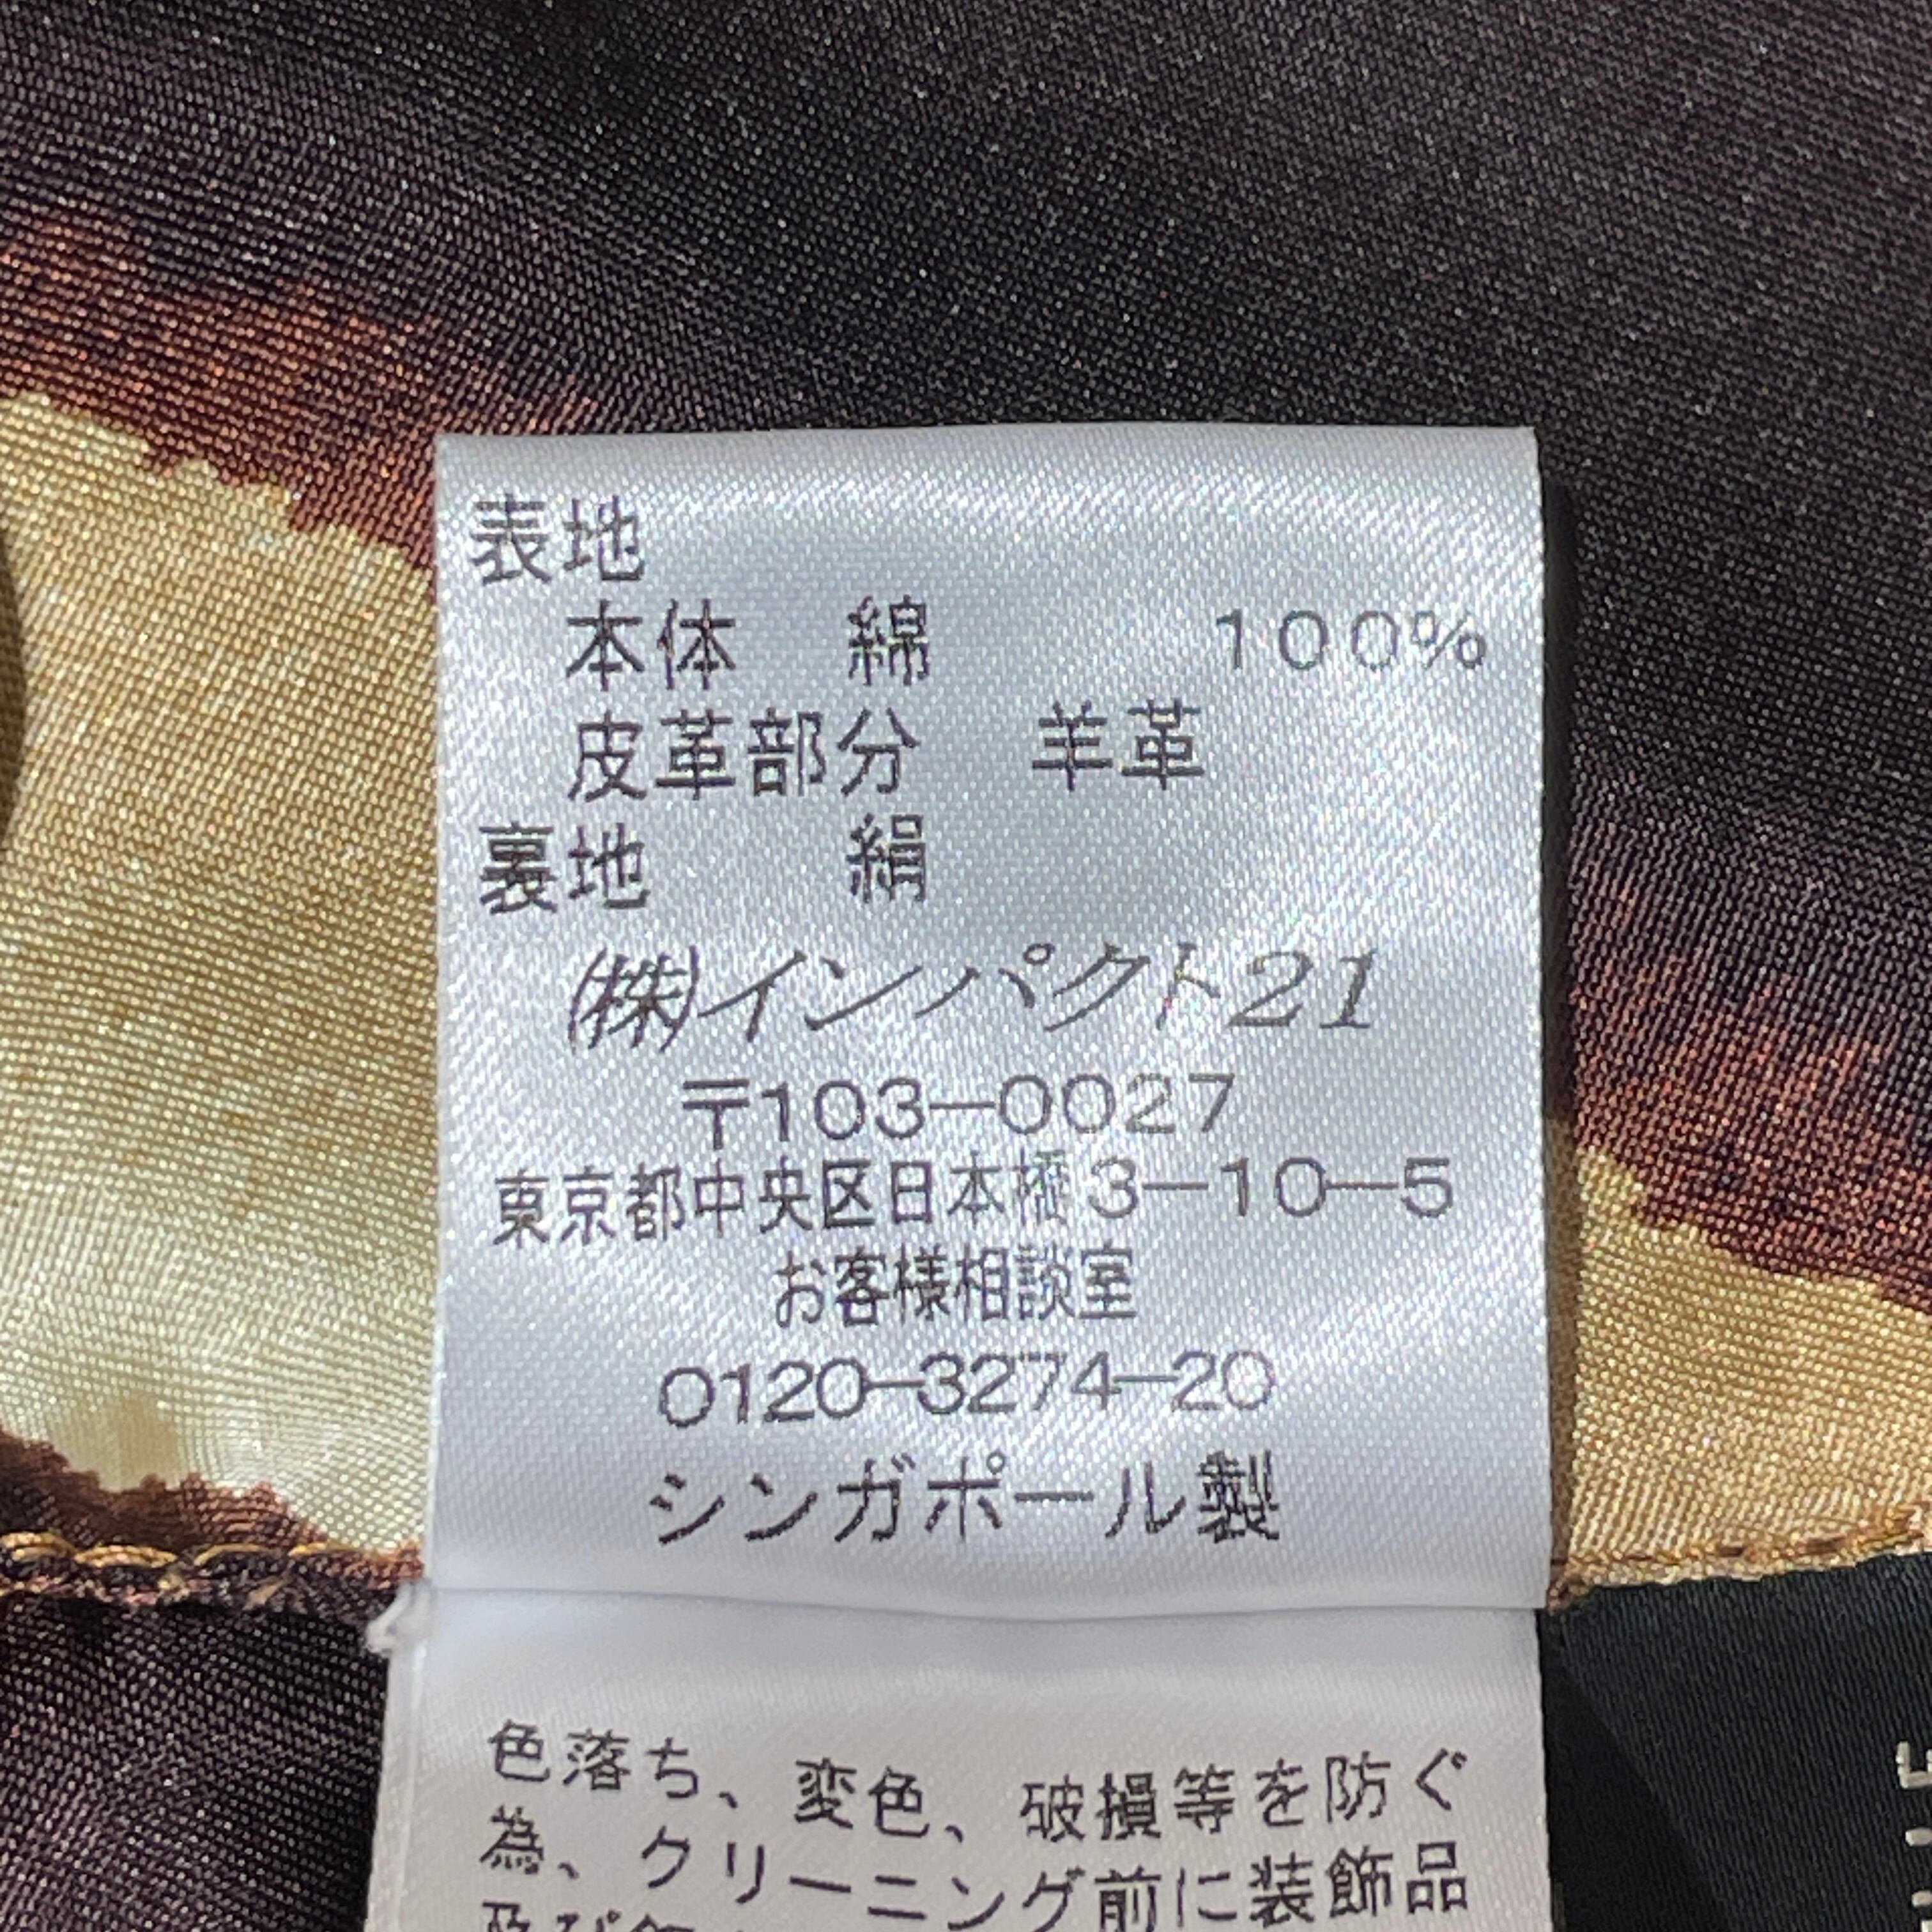 表地
本体 綿 100%
皮革部分 羊革
裏地 絹
㈱インパクト21
〒103-0027
東京都中央区日本橋3-10-5
お客様相談室
0120-3274-20
シンガポール製
色落ち、変色、破損等を防ぐ
為、クリーニング前に装飾品
及び